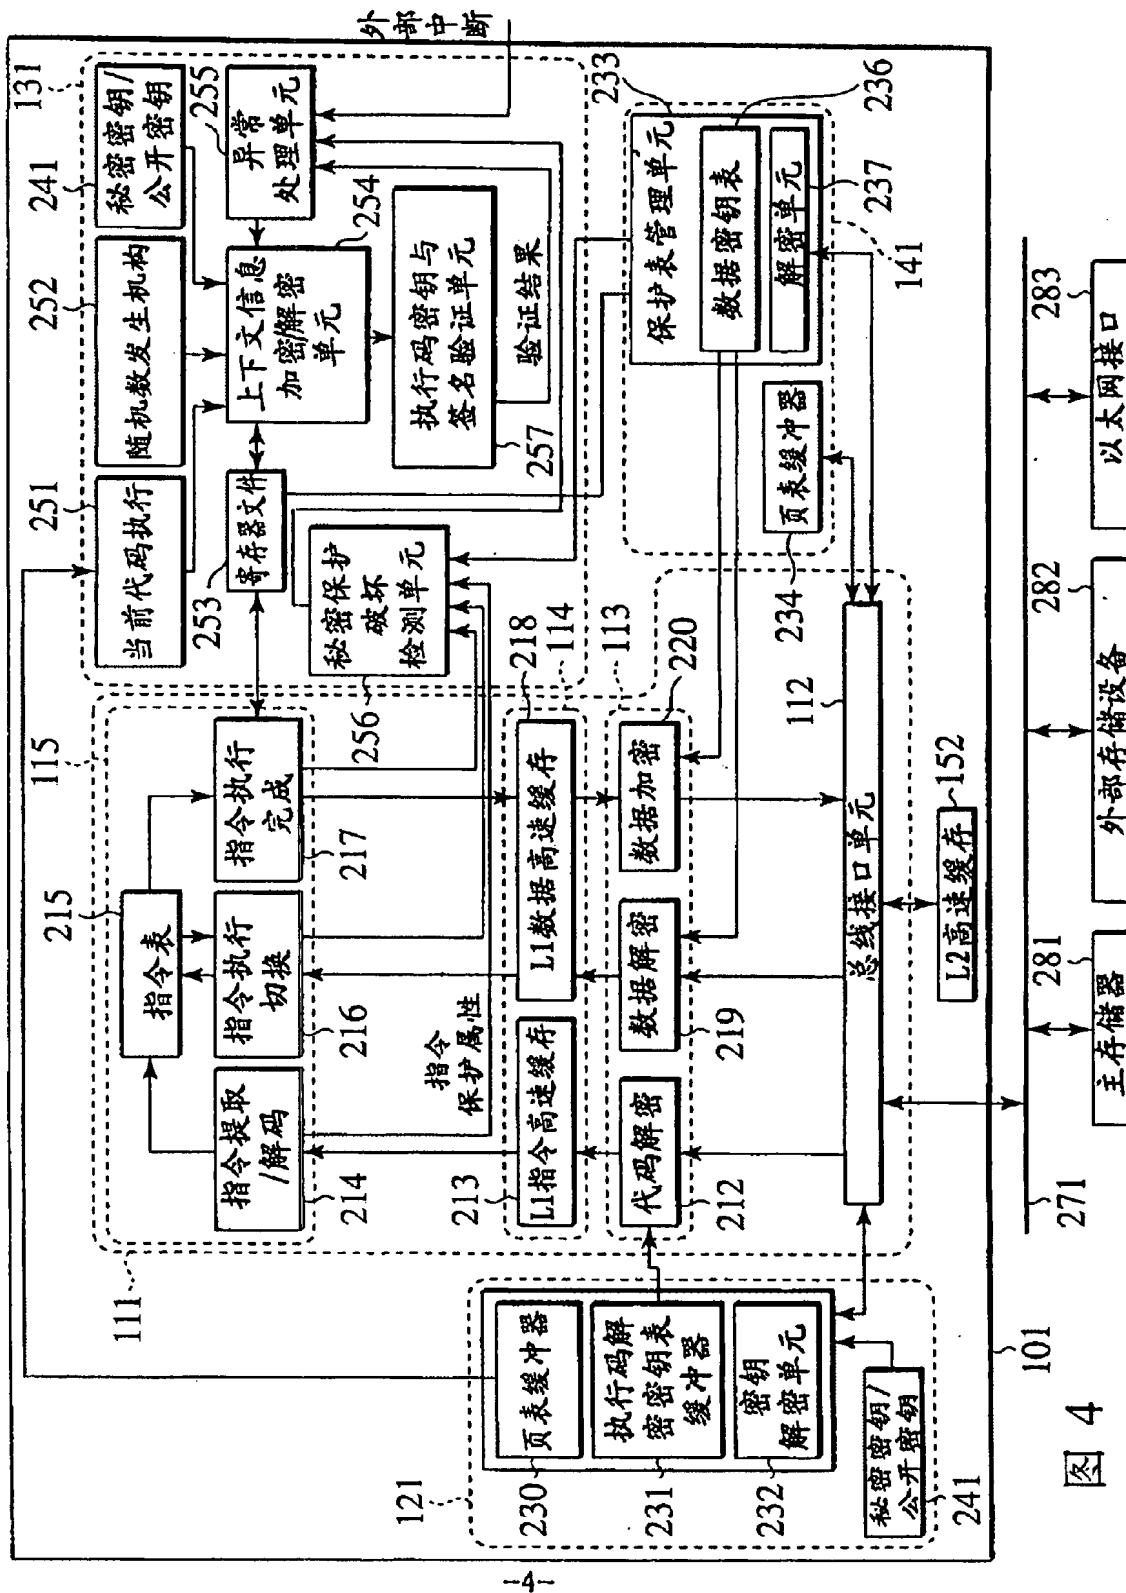 外部中断
131
241
秘密密钥/
公开密钥
252
随机数发生机构
251
当前代码执行
255
异常
处理单元
254
上下文信息
加密/解密
单元
253
寄存器文件
执行码密钥与
签名验证单元
257
验证结果
秘密保护
破坏
检测单元
256
115
215
指令表
指令执行
完成
217
指令执行
切换
216
指令提取
/解码
214
指令
保护属性
111
218
114
L1数据高速缓存
213
L1指令高速缓存
113
220
数据加密
数据解密
219
代码解密
212
233
保护表管理单元
236
数据密钥表
237
解密单元
141
页表缓冲器
234
112
总线接口单元
152
L2高速缓存
121
页表缓冲器
230
执行码解
密密钥表
缓冲器
231
密钥
解密单元
232
秘密密钥/
公开密钥
241
101
271
281
主存储器
282
外部存储设备
283
以太网接口
图 4
-4-